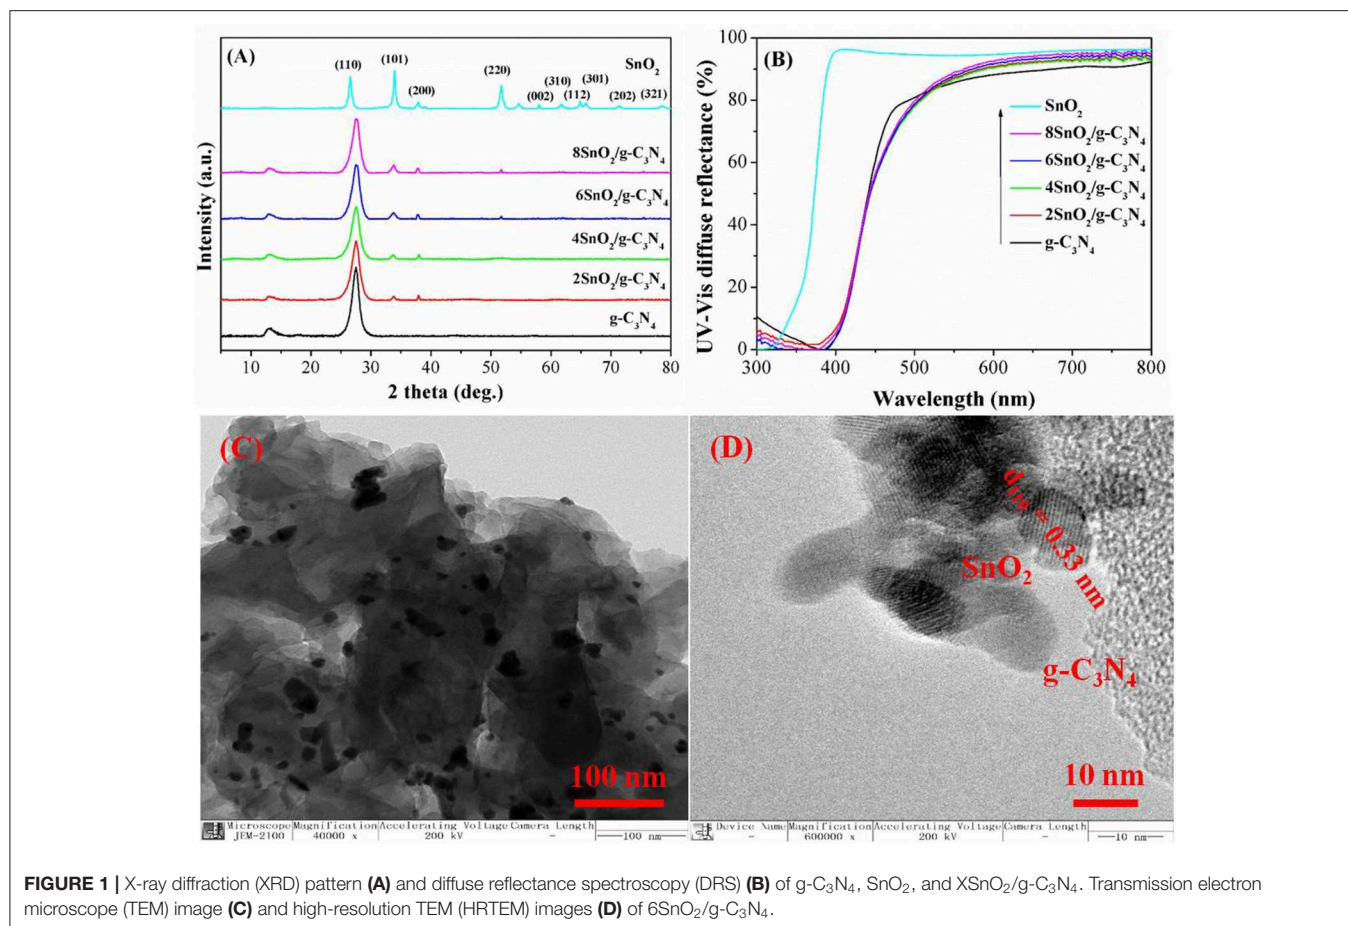 (A)
(110)
(101)
(200)
(220)
(002)
(310)
(112)
(301)
(202)
(321)
SnO₂
8SnO₂/g-C₃N₄
6SnO₂/g-C₃N₄
4SnO₂/g-C₃N₄
2SnO₂/g-C₃N₄
g-C₃N₄
Intensity (a.u.)
10 20 30 40 50 60 70 80
2 theta (deg.)
(B)
UV-Vis diffuse reflectance (%)
100
80
60
40
20
0
SnO₂
8SnO₂/g-C₃N₄
6SnO₂/g-C₃N₄
4SnO₂/g-C₃N₄
2SnO₂/g-C₃N₄
g-C₃N₄
300 400 500 600 700 800
Wavelength (nm)
(C)
100 nm
Microscope Magnification Accelerating Voltage Camera Length
JEM-2100 40000 x 200 kV - 100 nm
(D)
d₁₁₀ = 0.33 nm
SnO₂
g-C₃N₄
10 nm
Device Name Magnification Accelerating Voltage Camera Length
- 600000 x 200 kV - 10 nm
FIGURE 1 | X-ray diffraction (XRD) pattern (A) and diffuse reflectance spectroscopy (DRS) (B) of g-C₃N₄, SnO₂, and XSnO₂/g-C₃N₄. Transmission electron
microscope (TEM) image (C) and high-resolution TEM (HRTEM) images (D) of 6SnO₂/g-C₃N₄.